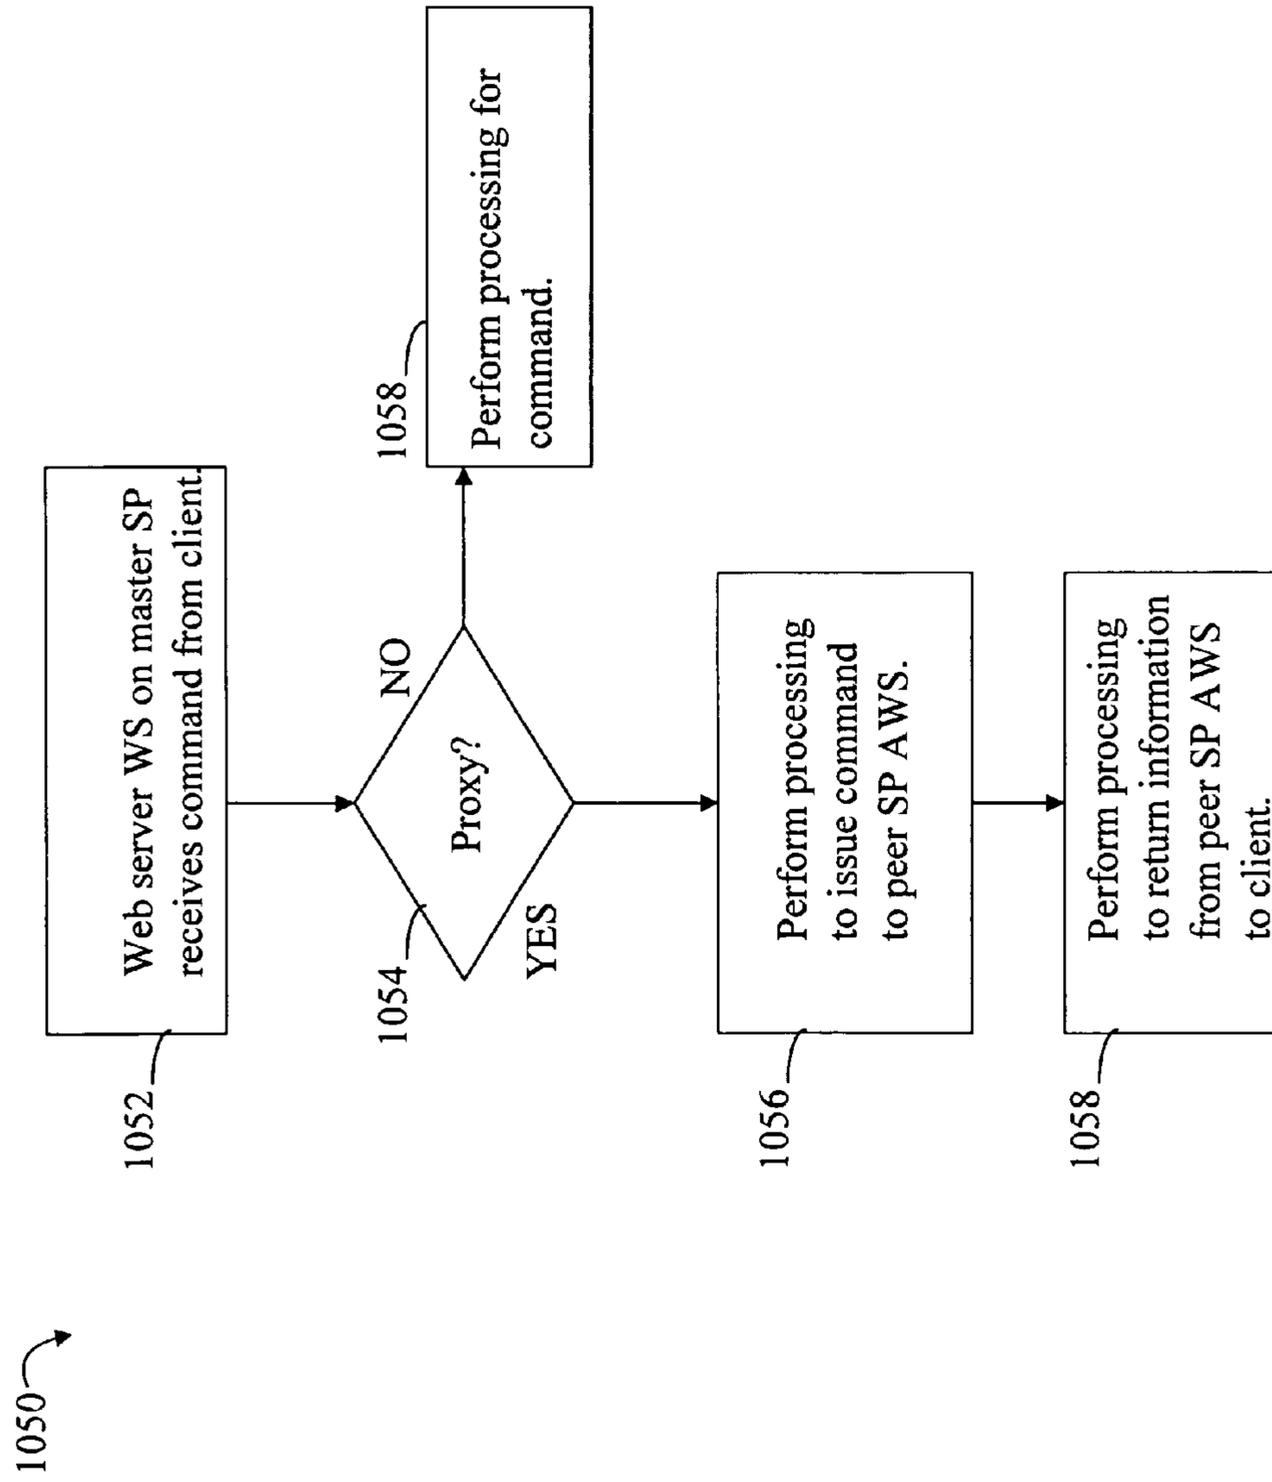 1050
1052
Web server WS on master SP
receives command from client.
1054
Proxy?
NO
YES
1058
Perform processing for
command.
1056
Perform processing
to issue command
to peer SP AWS.
1058
Perform processing
to return information
from peer SP AWS
to client.